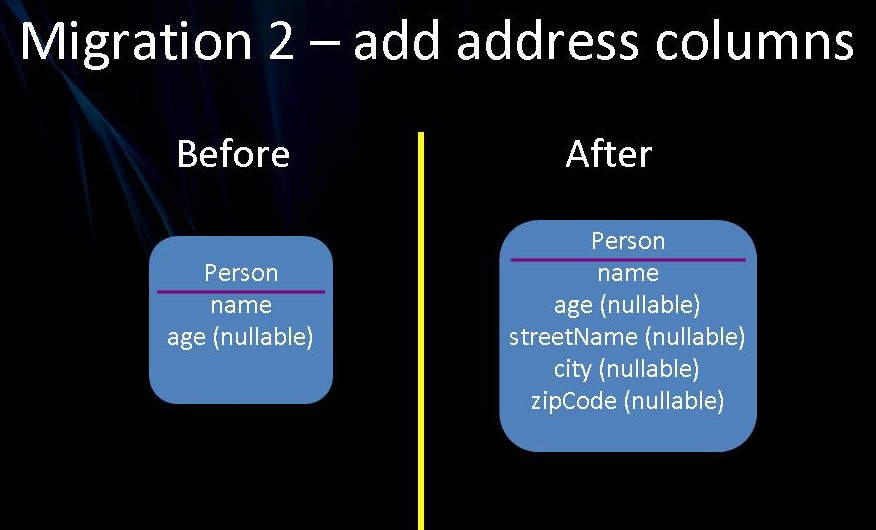 Migration 2 – add address columns
Before
Person
name
age (nullable)
After
Person
name
age (nullable)
streetName (nullable)
city (nullable)
zipCode (nullable)